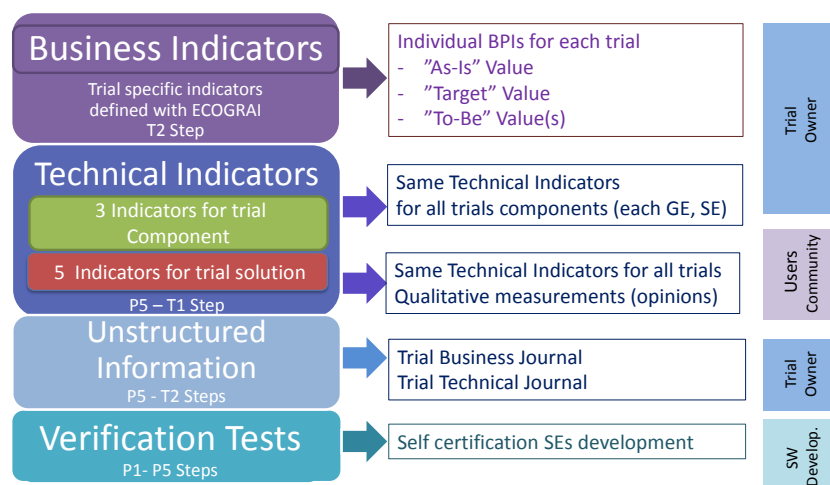 Business Indicators
Trial specific indicators
defined with ECOGRAI
T2 Step
Individual BPIs for each trial
- ”As-Is” Value
- ”Target” Value
- ”To-Be” Value(s)
Trial
Owner
Technical Indicators
3 Indicators for trial
Component
5 Indicators for trial solution
P5 – T1 Step
Same Technical Indicators
for all trials components (each GE, SE)
Same Technical Indicators for all trials
Qualitative measurements (opinions)
Users
Community
Unstructured
Information
P5 - T2 Steps
Trial Business Journal
Trial Technical Journal
Trial
Owner
Verification Tests
P1- P5 Steps
Self certification SEs development
SW
Develop.